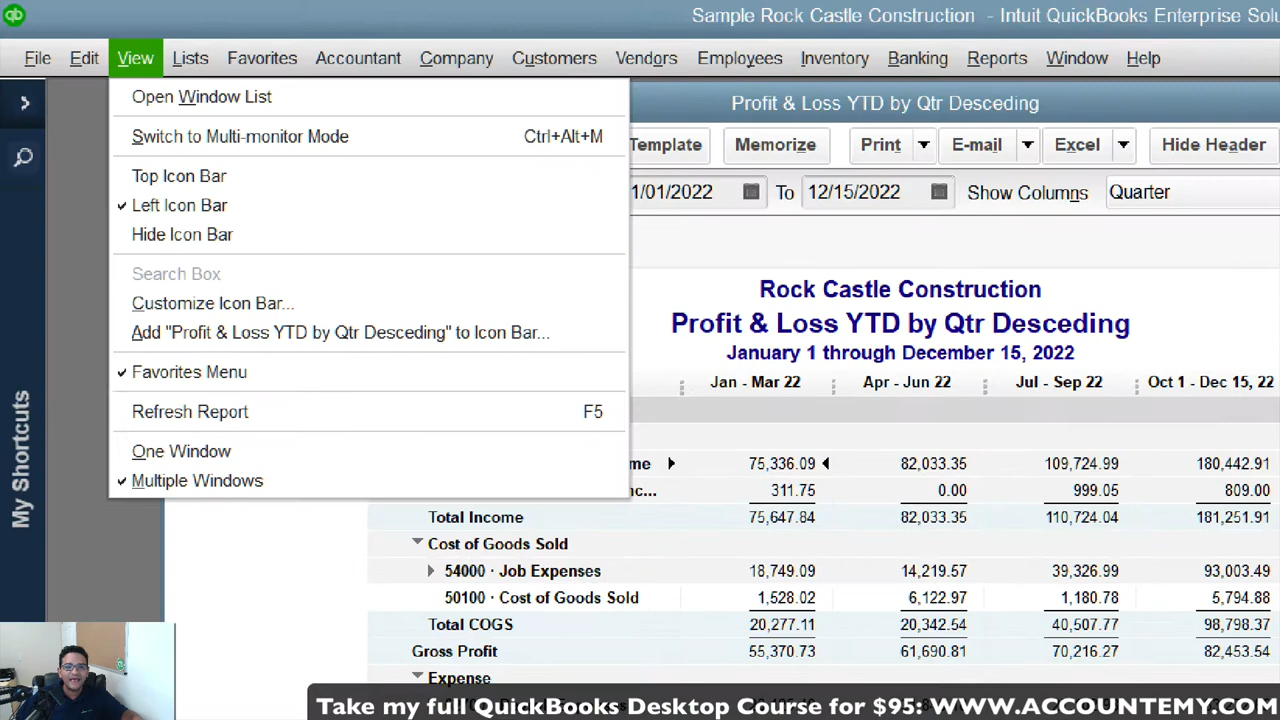 Sample Rock Castle Construction - Intuit QuickBooks Enterprise Solu
File Edit View Lists Favorites Accountant Company Customers Vendors Employees Inventory Banking Reports Window Help
Open Window List
Switch to Multi-monitor Mode Ctrl+Alt+M
Top Icon Bar
Left Icon Bar
Hide Icon Bar
Search Box
Customize Icon Bar...
Add "Profit & Loss YTD by Qtr Desceding" to Icon Bar...
Favorites Menu
Refresh Report F5
One Window
Multiple Windows
My Shortcuts
Profit & Loss YTD by Qtr Desceding
Template Memorize Print E-mail Excel Hide Header
1/01/2022 To 12/15/2022 Show Columns Quarter
Rock Castle Construction
Profit & Loss YTD by Qtr Desceding
January 1 through December 15, 2022
Jan - Mar 22 Apr - Jun 22 Jul - Sep 22 Oct 1 - Dec 15, 22
me 75,336.09 82,033.35 109,724.99 180,442.91
nc... 311.75 0.00 999.05 809.00
Total Income 75,647.84 82,033.35 110,724.04 181,251.91
Cost of Goods Sold
54000 · Job Expenses 18,749.09 14,219.57 39,326.99 93,003.49
50100 · Cost of Goods Sold 1,528.02 6,122.97 1,180.78 5,794.88
Total COGS 20,277.11 20,342.54 40,507.77 98,798.37
Gross Profit 55,370.73 61,690.81 70,216.27 82,453.54
Expense
Take my full QuickBooks Desktop Course for $95: WWW.ACCOUNTEMY.COM